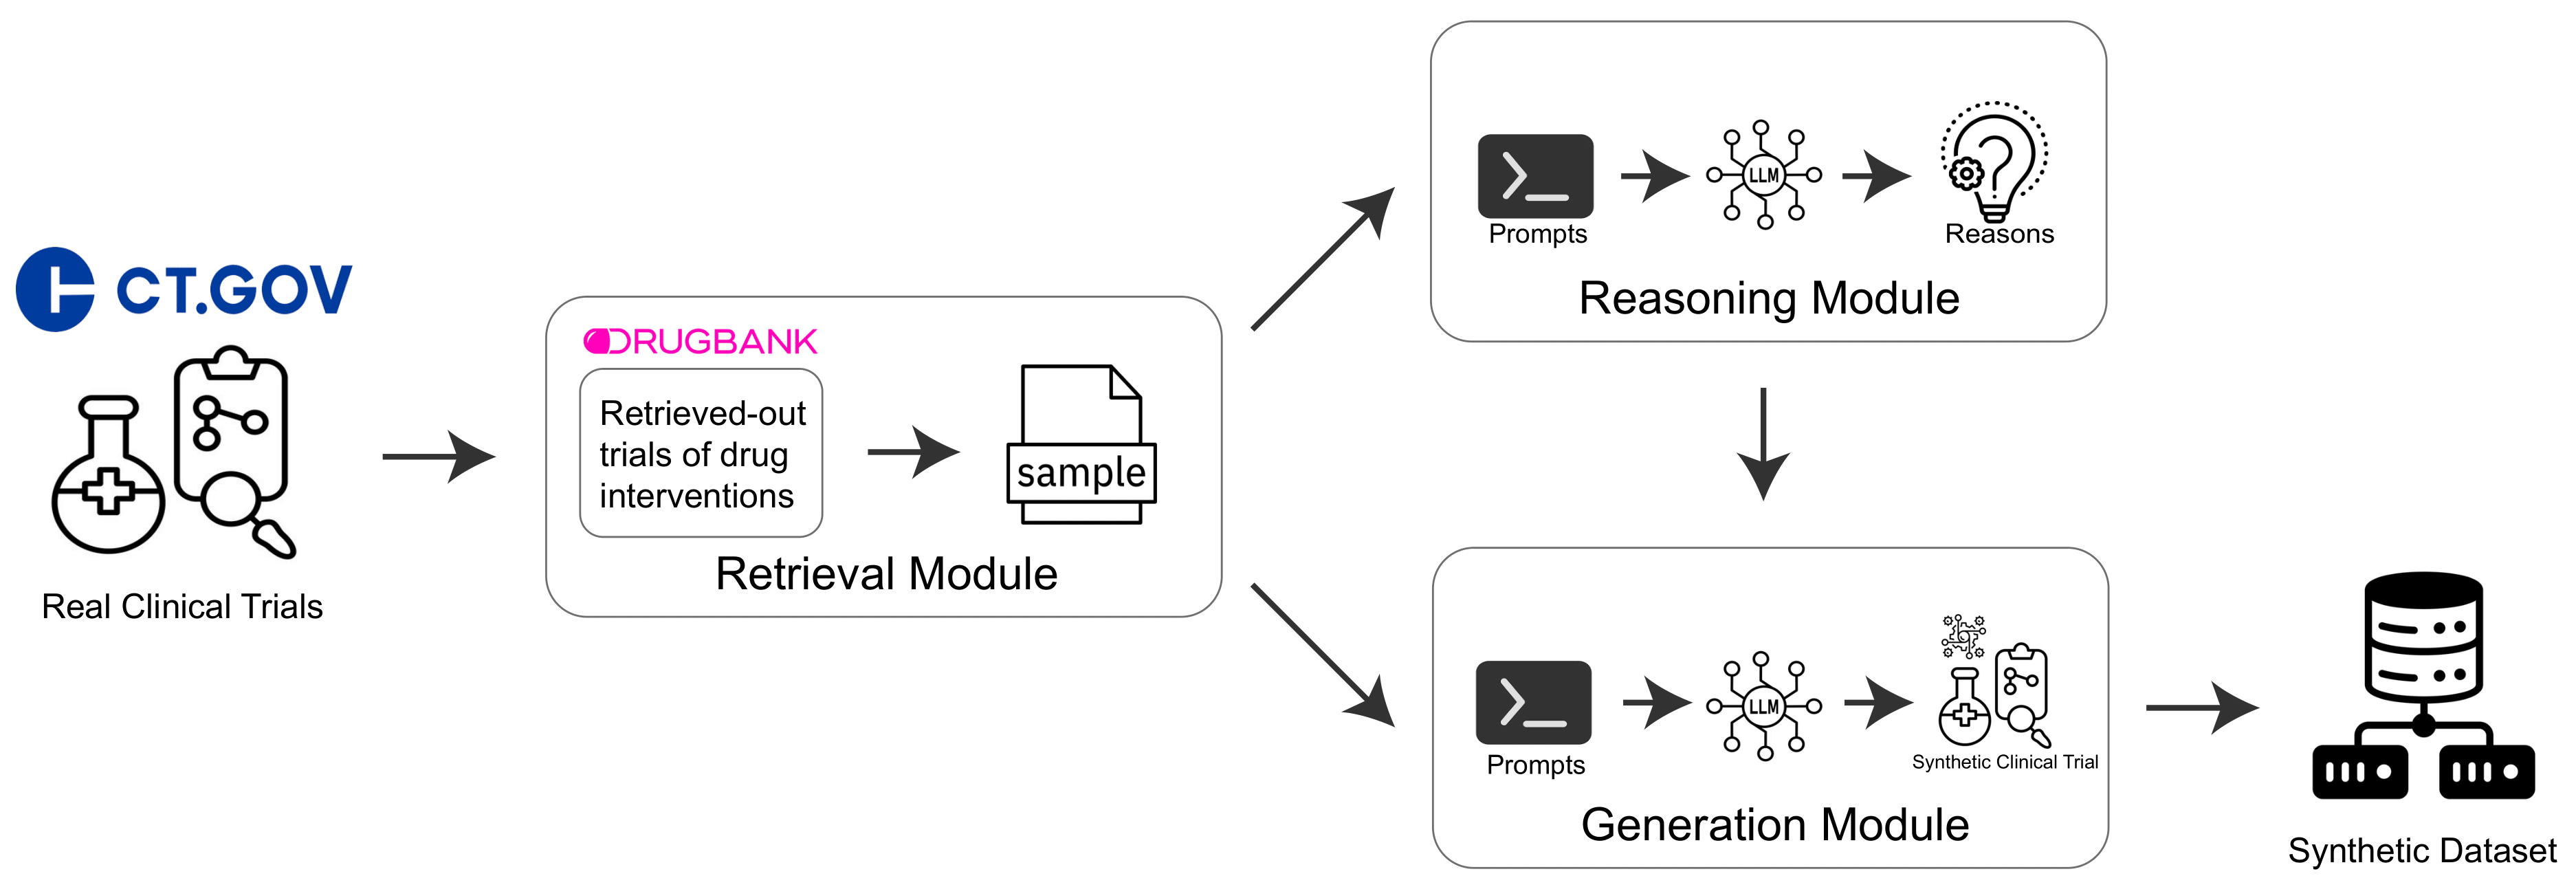 CT.GOV
Real Clinical Trials
DRUGBANK
Retrieved-out
trials of drug
interventions
sample
Retrieval Module
Prompts
LLM
Reasons
Reasoning Module
Prompts
LLM
Synthetic Clinical Trial
Generation Module
Synthetic Dataset